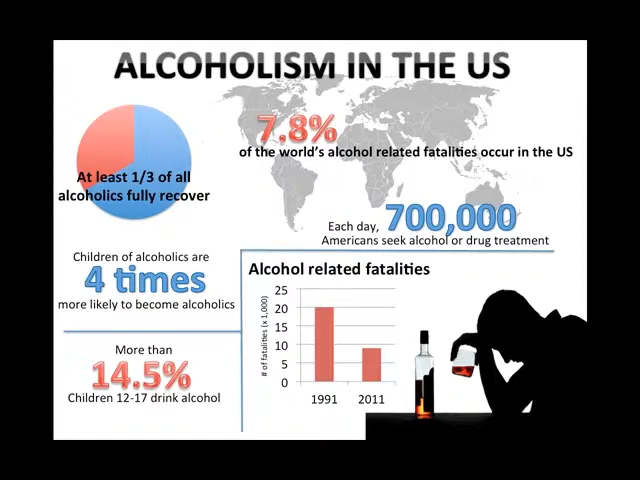 ALCOHOLISM IN THE US
7.8%
of the world's alcohol related fatalities occur in the US
At least 1/3 of all
alcoholics fully recover
Each day, 700,000
Americans seek alcohol or drug treatment
Children of alcoholics are
4 times
more likely to become alcoholics
More than
14.5%
Children 12-17 drink alcohol
Alcohol related fatalities
# of fatalities (x 1,000)
25
20
15
10
5
0
1991 2011